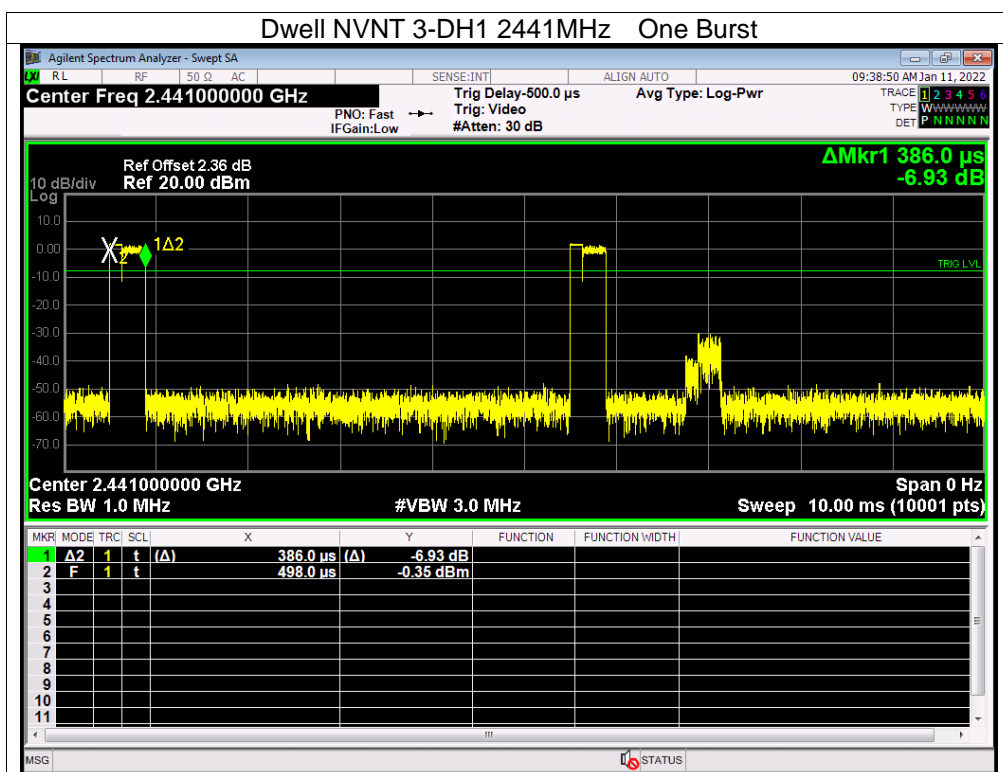 Dwell NVNT 3-DH1 2441MHz One Burst
Agilent Spectrum Analyzer - Swept SA
LXI RL RF 50 Ω AC SENSE:INT ALIGN AUTO 09:38:50 AM Jan 11, 2022
Center Freq 2.441000000 GHz Trig Delay-500.0 µs Avg Type: Log-Pwr TRACE 1 2 3 4 5 6
PNO: Fast Trig: Video TYPE WWWWWW
IFGain:Low #Atten: 30 dB DET P N N N N N
ΔMkr1 386.0 µs
Ref Offset 2.36 dB
10 dB/div Ref 20.00 dBm -6.93 dB
Log
10.0
0.00 X 2 1Δ2
TRIG LVL
-10.0
-20.0
-30.0
-40.0
-50.0
-60.0
-70.0
Center 2.441000000 GHz Span 0 Hz
Res BW 1.0 MHz #VBW 3.0 MHz Sweep 10.00 ms (10001 pts)
MKR MODE TRC SCL X Y FUNCTION FUNCTION WIDTH FUNCTION VALUE
1 Δ2 1 t (Δ) 386.0 µs (Δ) -6.93 dB
2 F 1 t 498.0 µs -0.35 dBm
3
4
5
6
7
8
9
10
11
MSG STATUS